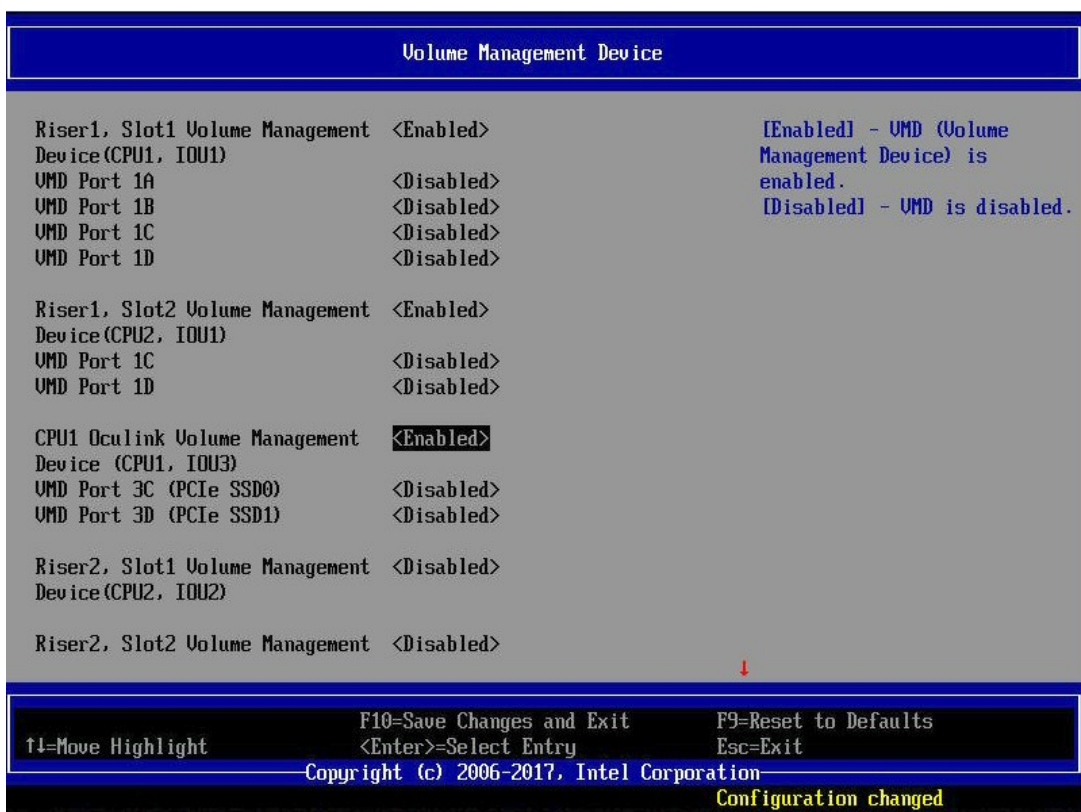 Volume Management Device
Riser1, Slot1 Volume Management <Enabled>
Device(CPU1, IOU1)
VMD Port 1A <Disabled>
VMD Port 1B <Disabled>
VMD Port 1C <Disabled>
VMD Port 1D <Disabled>
Riser1, Slot2 Volume Management <Enabled>
Device(CPU2, IOU1)
VMD Port 1C <Disabled>
VMD Port 1D <Disabled>
CPU1 Oculink Volume Management <Enabled>
Device (CPU1, IOU3)
VMD Port 3C (PCIe SSD0) <Disabled>
VMD Port 3D (PCIe SSD1) <Disabled>
Riser2, Slot1 Volume Management <Disabled>
Device(CPU2, IOU2)
Riser2, Slot2 Volume Management <Disabled>
[Enabled] - VMD (Volume
Management Device) is
enabled.
[Disabled] - VMD is disabled.
↓
F10=Save Changes and Exit F9=Reset to Defaults
↑↓=Move Highlight <Enter>=Select Entry Esc=Exit
Copyright (c) 2006-2017, Intel Corporation
Configuration changed